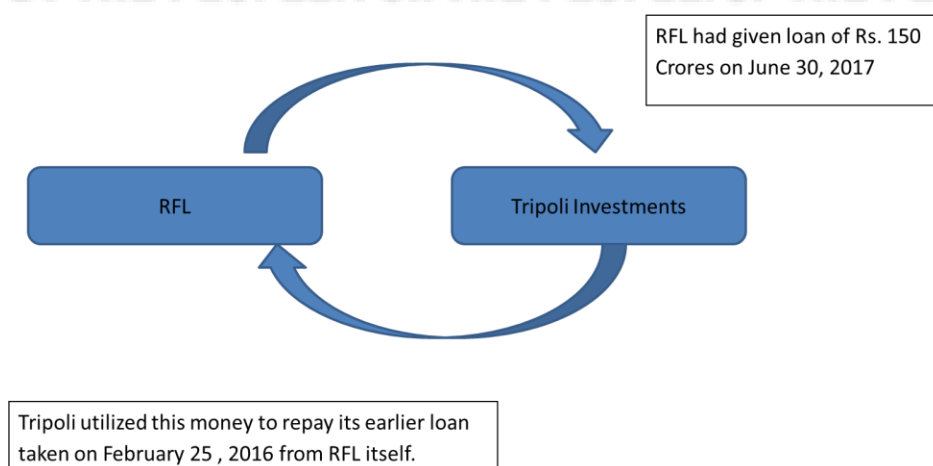 RFL had given loan of Rs. 150
Crores on June 30, 2017
RFL
Tripoli Investments
Tripoli utilized this money to repay its earlier loan
taken on February 25 , 2016 from RFL itself.